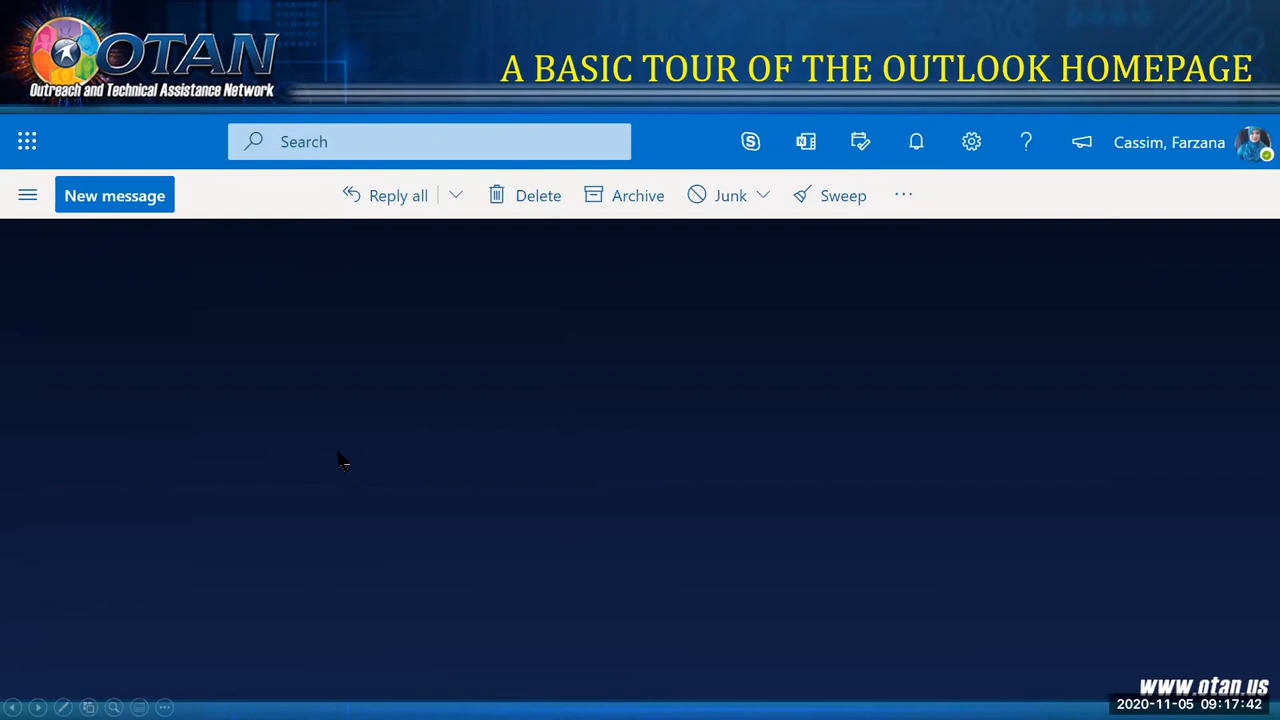 OTAN
Outreach and Technical Assistance Network
A BASIC TOUR OF THE OUTLOOK HOMEPAGE
Search
Cassim, Farzana
New message
Reply all
Delete
Archive
Junk
Sweep
www.otan.us
2020-11-05 09:17:42